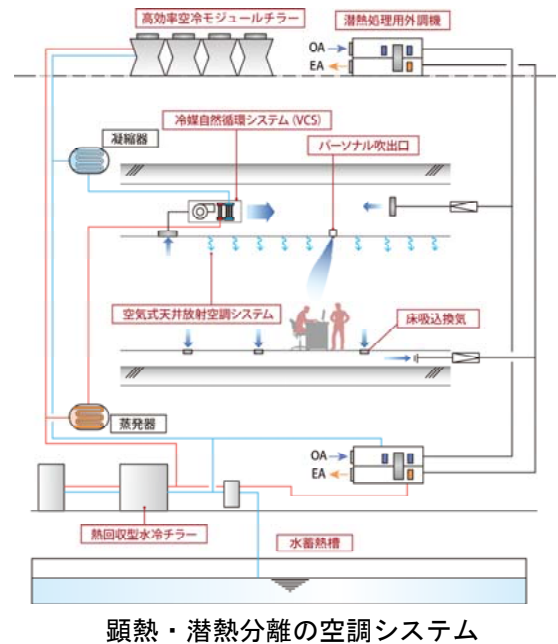 高効率空冷モジュールチラー
潜熱処理用外調機
OA
EA
冷媒自然循環システム(VCS)
凝縮器
パーソナル吹出口
空気式天井放射空調システム
床吸込換気
蒸発器
OA
EA
熱回収型水冷チラー
水蓄熱槽
顕熱・潜熱分離の空調システム